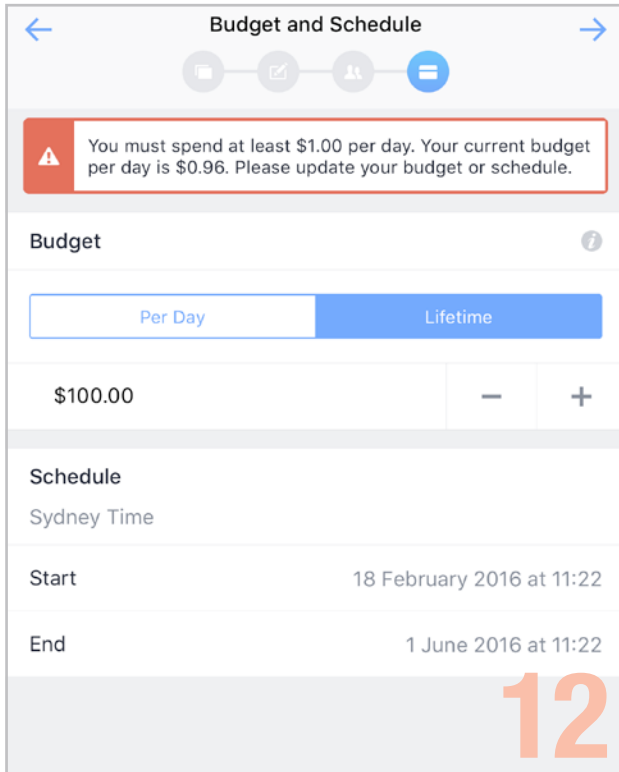 Budget and Schedule
You must spend at least $1.00 per day. Your current budget
per day is $0.96. Please update your budget or schedule.
Budget
Per Day
Lifetime
$100.00
Schedule
Sydney Time
Start
18 February 2016 at 11:22
End
1 June 2016 at 11:22
12